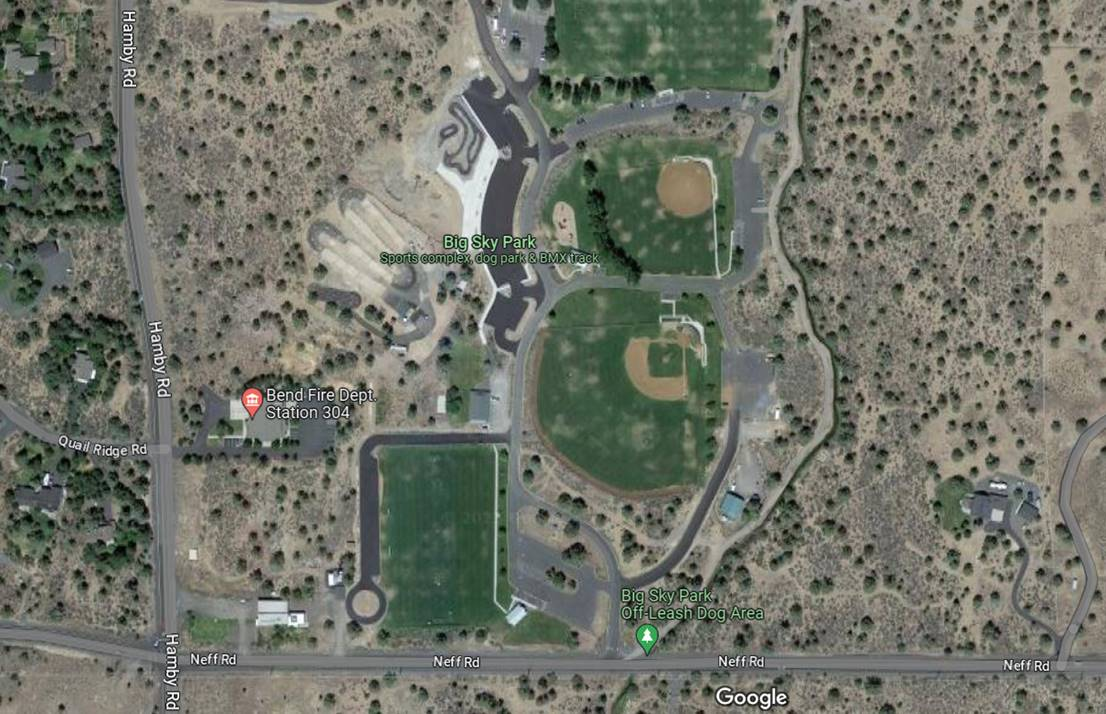 Hamby Rd
Big Sky Park
Sports complex, dog park & BMX track
Hamby Rd
Bend Fire Dept.
Station 304
Quail Ridge Rd
Big Sky Park
Off-Leash Dog Area
Hamby Rd
Neff Rd
Neff Rd
Neff Rd
Neff Rd
Google